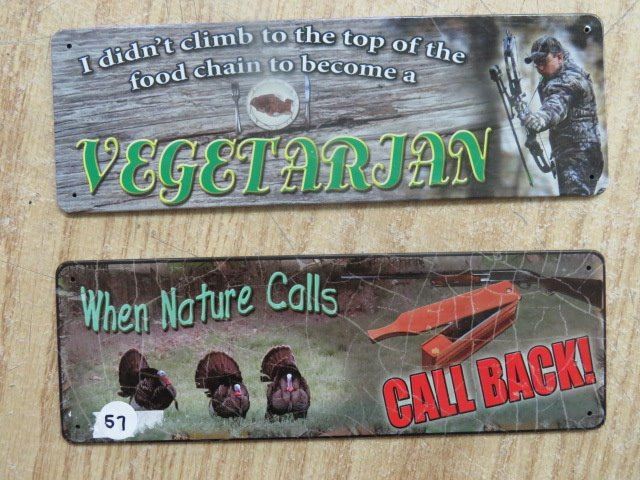 I didn't climb to the top of the
food chain to become a
VEGETARIAN
When Nature Calls
CALL BACK!
57